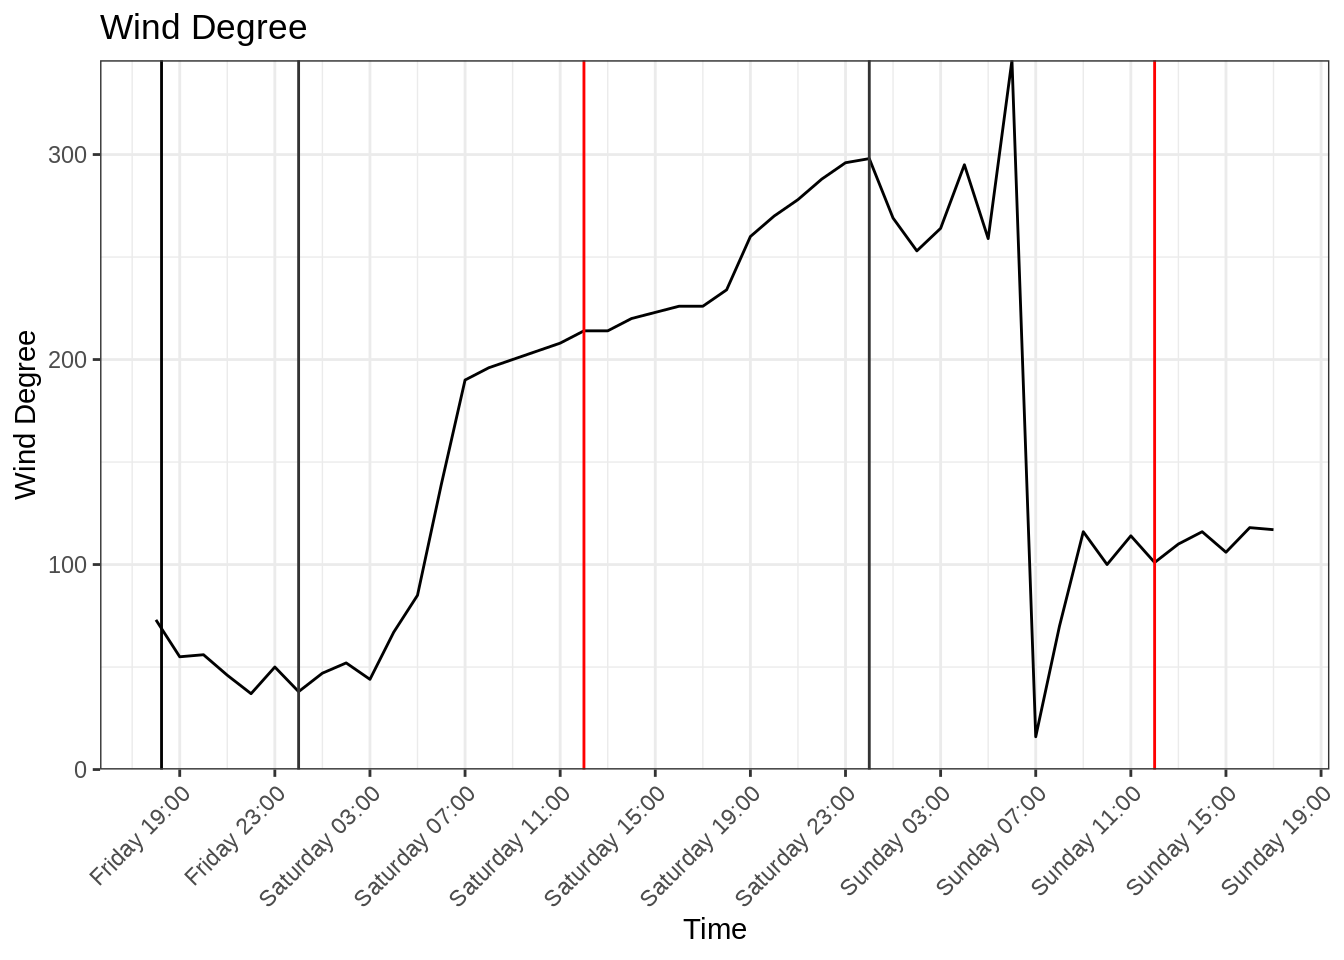 Wind Degree
Wind Degree
300
200
100
0
Friday 19:00
Friday 23:00
Saturday 03:00
Saturday 07:00
Saturday 11:00
Saturday 15:00
Saturday 19:00
Saturday 23:00
Sunday 03:00
Sunday 07:00
Sunday 11:00
Sunday 15:00
Sunday 19:00
Time